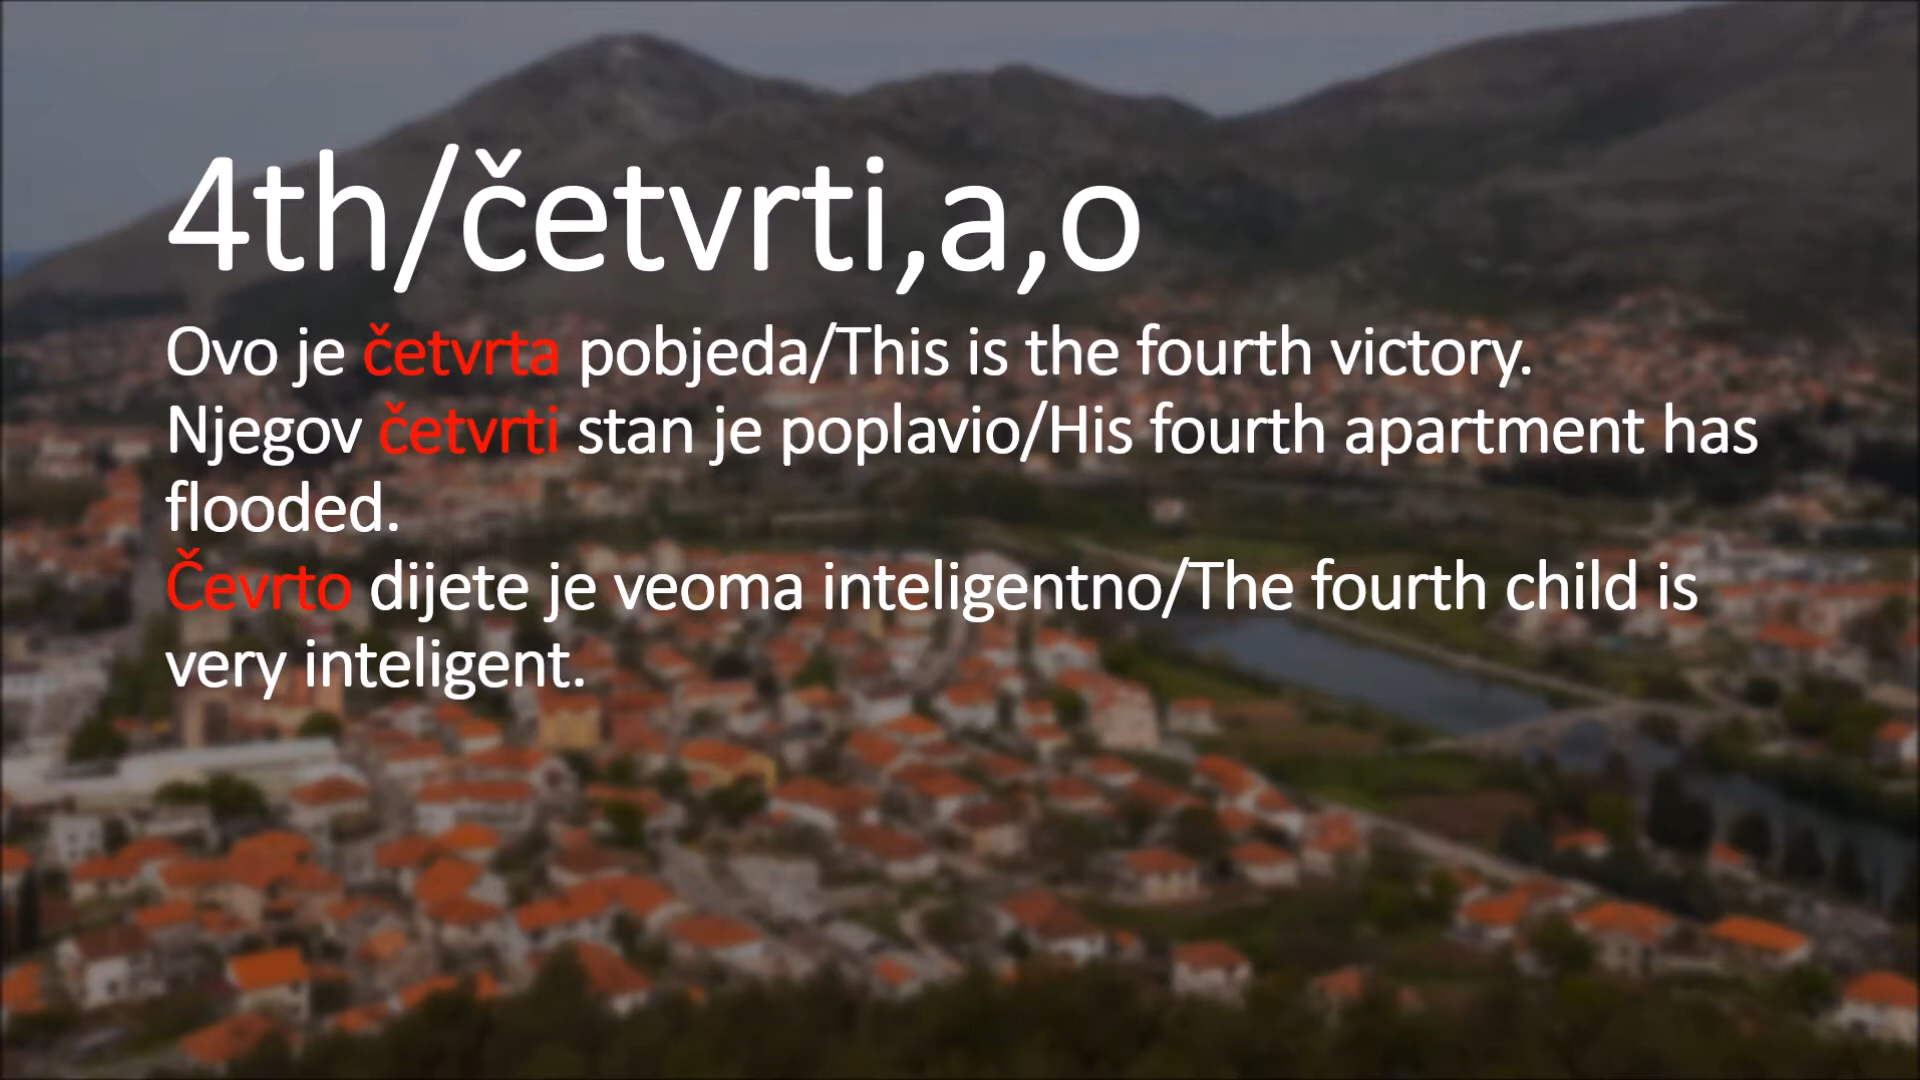 4th/četvrti,a,o
Ovo je četvrta pobjeda/This is the fourth victory.
Njegov četvrti stan je poplavio/His fourth apartment has
flooded.
Čevrto dijete je veoma inteligentno/The fourth child is
very inteligent.